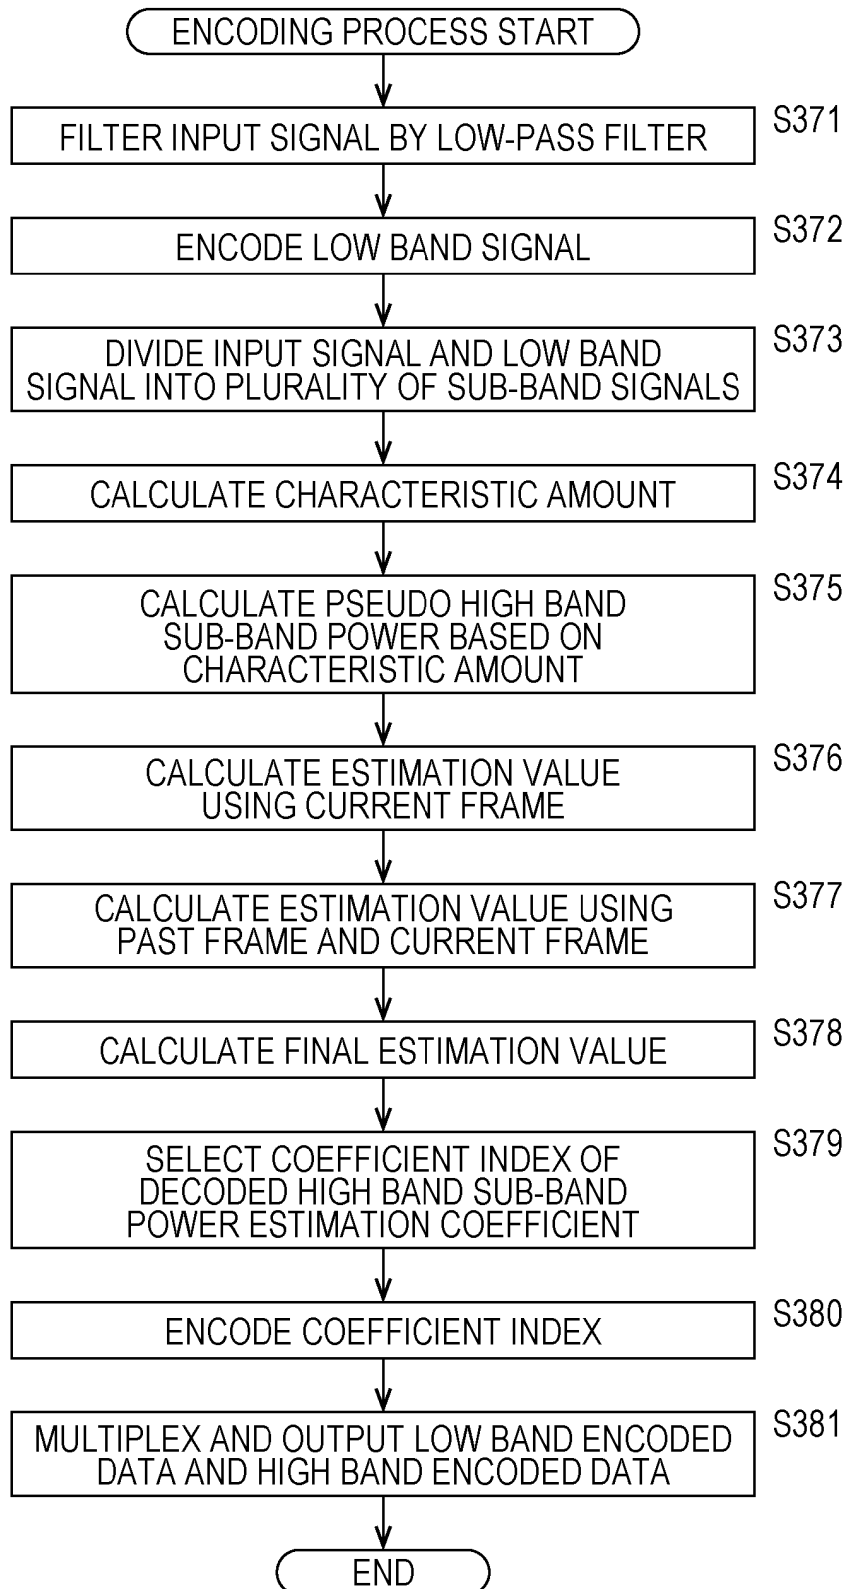 ENCODING PROCESS START
S371
FILTER INPUT SIGNAL BY LOW-PASS FILTER
S372
ENCODE LOW BAND SIGNAL
S373
DIVIDE INPUT SIGNAL AND LOW BAND
SIGNAL INTO PLURALITY OF SUB-BAND SIGNALS
S374
CALCULATE CHARACTERISTIC AMOUNT
S375
CALCULATE PSEUDO HIGH BAND
SUB-BAND POWER BASED ON
CHARACTERISTIC AMOUNT
S376
CALCULATE ESTIMATION VALUE
USING CURRENT FRAME
S377
CALCULATE ESTIMATION VALUE USING
PAST FRAME AND CURRENT FRAME
S378
CALCULATE FINAL ESTIMATION VALUE
S379
SELECT COEFFICIENT INDEX OF
DECODED HIGH BAND SUB-BAND
POWER ESTIMATION COEFFICIENT
S380
ENCODE COEFFICIENT INDEX
S381
MULTIPLEX AND OUTPUT LOW BAND ENCODED
DATA AND HIGH BAND ENCODED DATA
END